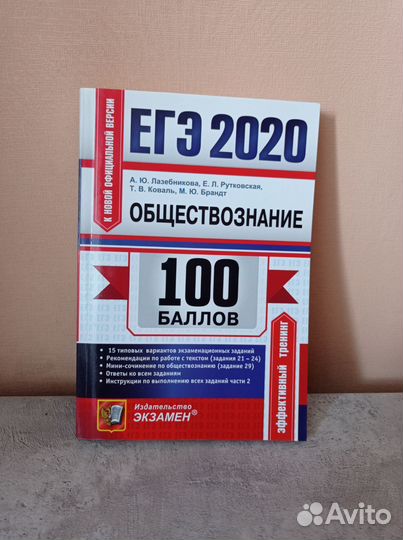 К НОВОЙ ОФИЦИАЛЬНОЙ ВЕРСИИ
ЕГЭ 2020
А. Ю. Лазебникова, Е. Л. Рутковская,
Т. В. Коваль, М. Ю. Брандт
ОБЩЕСТВОЗНАНИЕ
100
БАЛЛОВ
• 15 типовых вариантов экзаменационных заданий
• Рекомендации по работе с текстом (задания 21 – 24)
• Мини-сочинение по обществознанию (задание 29)
• Ответы ко всем заданиям
• Инструкции по выполнению всех заданий части 2
ЭФФЕКТИВНЫЙ ТРЕНИНГ
Издательство
ЭКЗАМЕН®
Avito